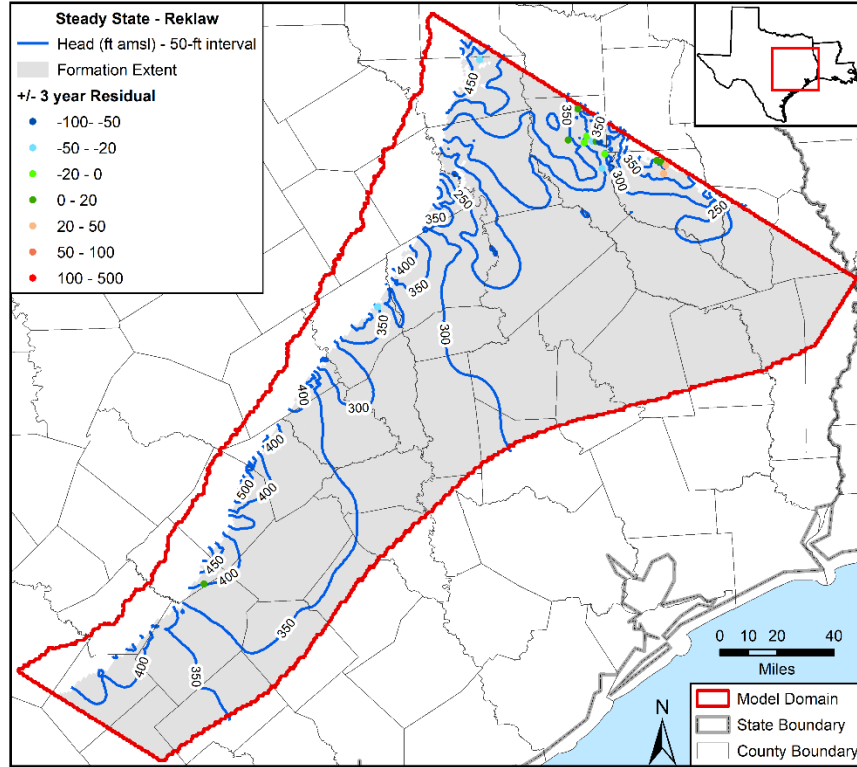 Steady State - Reklaw
Head (ft amsl) - 50-ft interval
Formation Extent
+/- 3 year Residual
-100- -50
-50 - -20
-20 - 0
0 - 20
20 - 50
50 - 100
100 - 500
450
350
350
350
300
250
250
350
400
350
350
300
400
300
400
500
400
450
400
350
400
350
0 10 20 40
Miles
N
Model Domain
State Boundary
County Boundary